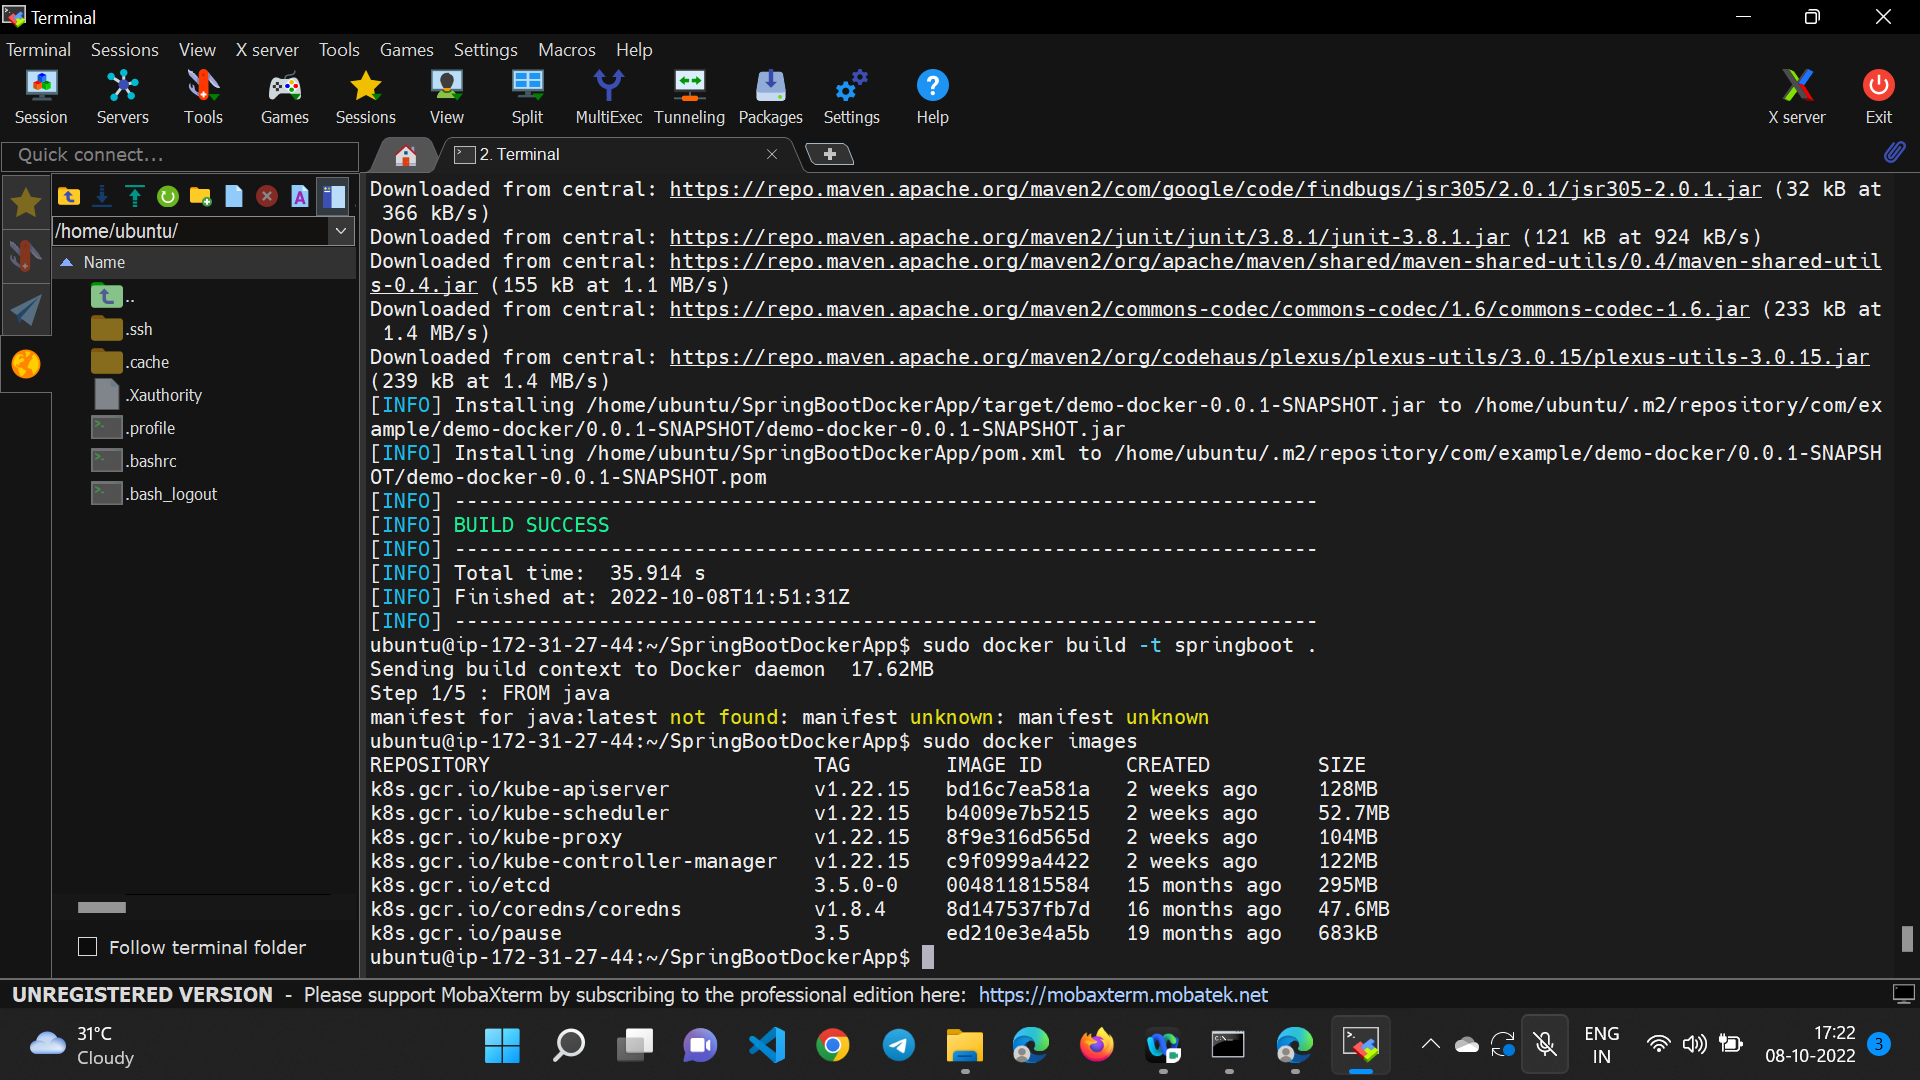 Terminal
Terminal Sessions View X server Tools Games Settings Macros Help
Session Servers Tools Games Sessions View Split MultiExec Tunneling Packages Settings Help X server Exit
Quick connect...
2. Terminal
/home/ubuntu/
Name
..
.ssh
.cache
.Xauthority
.profile
.bashrc
.bash_logout
Follow terminal folder
Downloaded from central: https://repo.maven.apache.org/maven2/com/google/code/findbugs/jsr305/2.0.1/jsr305-2.0.1.jar (32 kB at
366 kB/s)
Downloaded from central: https://repo.maven.apache.org/maven2/junit/junit/3.8.1/junit-3.8.1.jar (121 kB at 924 kB/s)
Downloaded from central: https://repo.maven.apache.org/maven2/org/apache/maven/shared/maven-shared-utils/0.4/maven-shared-util
s-0.4.jar (155 kB at 1.1 MB/s)
Downloaded from central: https://repo.maven.apache.org/maven2/commons-codec/commons-codec/1.6/commons-codec-1.6.jar (233 kB at
1.4 MB/s)
Downloaded from central: https://repo.maven.apache.org/maven2/org/codehaus/plexus/plexus-utils/3.0.15/plexus-utils-3.0.15.jar
(239 kB at 1.4 MB/s)
[INFO] Installing /home/ubuntu/SpringBootDockerApp/target/demo-docker-0.0.1-SNAPSHOT.jar to /home/ubuntu/.m2/repository/com/ex
ample/demo-docker/0.0.1-SNAPSHOT/demo-docker-0.0.1-SNAPSHOT.jar
[INFO] Installing /home/ubuntu/SpringBootDockerApp/pom.xml to /home/ubuntu/.m2/repository/com/example/demo-docker/0.0.1-SNAPSH
OT/demo-docker-0.0.1-SNAPSHOT.pom
[INFO] ------------------------------------------------------------------------
[INFO] BUILD SUCCESS
[INFO] ------------------------------------------------------------------------
[INFO] Total time:  35.914 s
[INFO] Finished at: 2022-10-08T11:51:31Z
[INFO] ------------------------------------------------------------------------
ubuntu@ip-172-31-27-44:~/SpringBootDockerApp$ sudo docker build -t springboot .
Sending build context to Docker daemon  17.62MB
Step 1/5 : FROM java
manifest for java:latest not found: manifest unknown: manifest unknown
ubuntu@ip-172-31-27-44:~/SpringBootDockerApp$ sudo docker images
REPOSITORY TAG IMAGE ID CREATED SIZE
k8s.gcr.io/kube-apiserver v1.22.15 bd16c7ea581a 2 weeks ago 128MB
k8s.gcr.io/kube-scheduler v1.22.15 b4009e7b5215 2 weeks ago 52.7MB
k8s.gcr.io/kube-proxy v1.22.15 8f9e316d565d 2 weeks ago 104MB
k8s.gcr.io/kube-controller-manager v1.22.15 c9f0999a4422 2 weeks ago 122MB
k8s.gcr.io/etcd 3.5.0-0 004811815584 15 months ago 295MB
k8s.gcr.io/coredns/coredns v1.8.4 8d147537fb7d 16 months ago 47.6MB
k8s.gcr.io/pause 3.5 ed210e3e4a5b 19 months ago 683kB
ubuntu@ip-172-31-27-44:~/SpringBootDockerApp$
UNREGISTERED VERSION - Please support MobaXterm by subscribing to the professional edition here: https://mobaxterm.mobatek.net
31°C
Cloudy
ENG
IN
17:22
08-10-2022
3